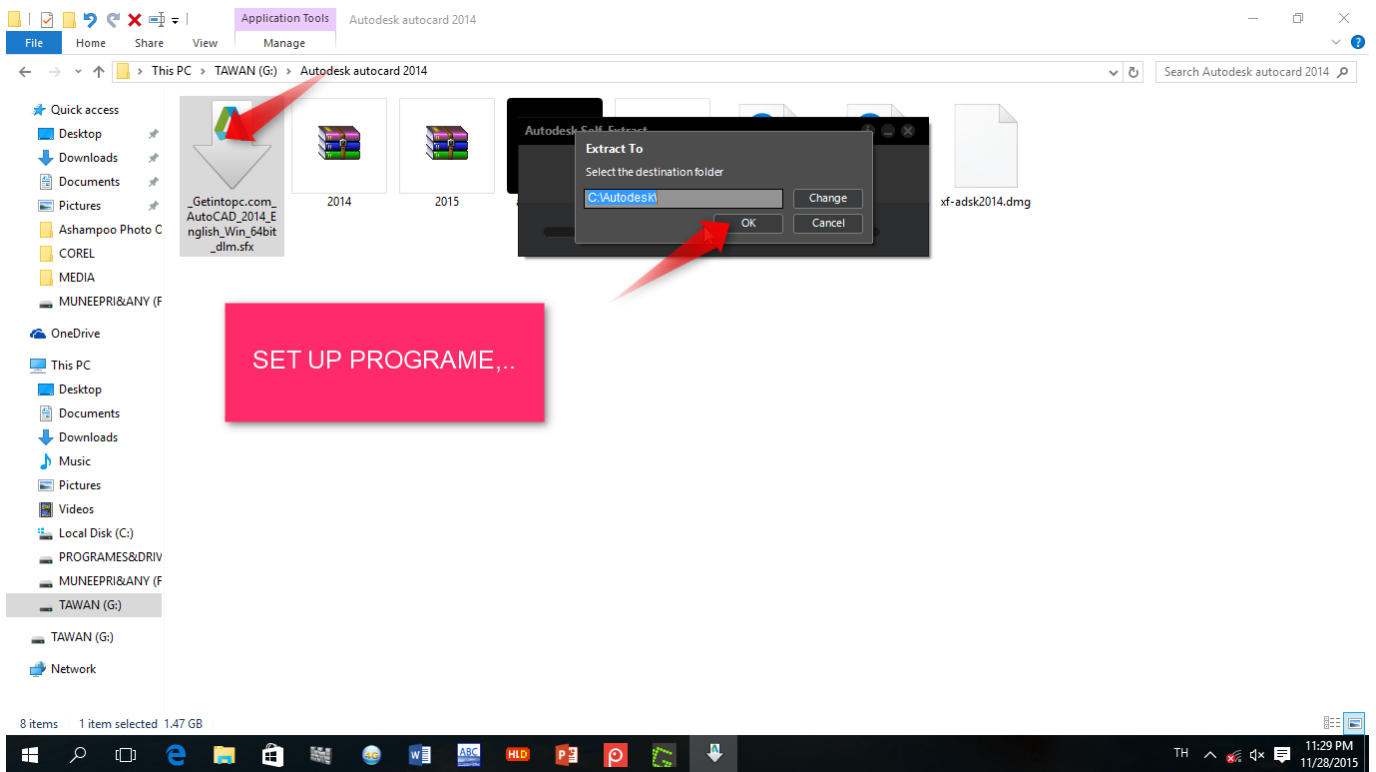 Application Tools
Autodesk autocard 2014
File
Home
Share
View
Manage
This PC
TAWAN (G:)
Autodesk autocard 2014
Search Autodesk autocard 2014
Quick access
Desktop
Downloads
Documents
Pictures
Ashampoo Photo C
COREL
MEDIA
MUNEEPRI&ANY (F
OneDrive
This PC
Desktop
Documents
Downloads
Music
Pictures
Videos
Local Disk (C:)
PROGRAMES&DRIV
MUNEEPRI&ANY (F
TAWAN (G:)
TAWAN (G:)
Network
_Getintopc.com_
AutoCAD_2014_E
nglish_Win_64bit
_dlm.sfx
2014
2015
xf-adsk2014.dmg
Autodesk Self-Extract
Extract To
Select the destination folder
C:\Autodesk\
Change
OK
Cancel
SET UP PROGRAME,..
8 items
1 item selected 1.47 GB
4G
ABC
HLD
TH
11:29 PM
11/28/2015